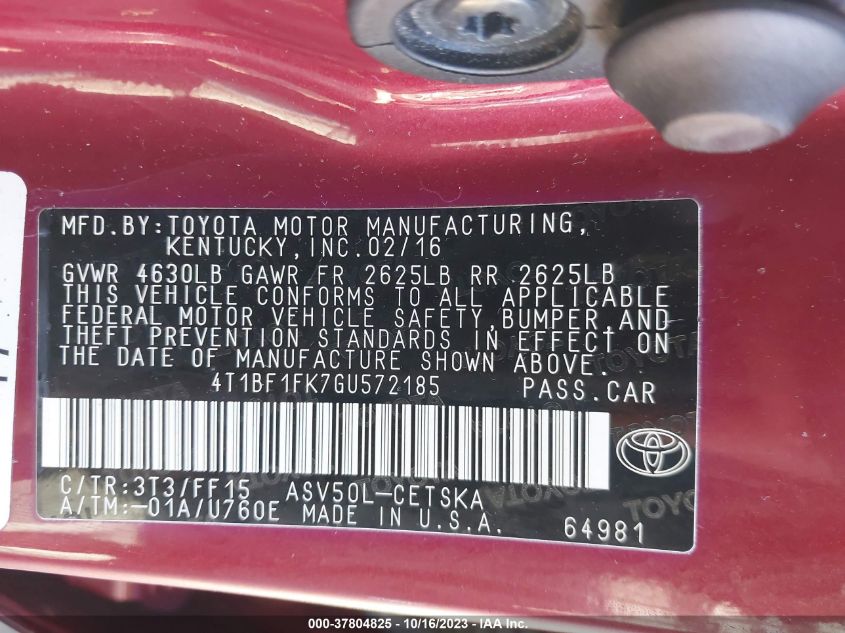 MFD.BY:TOYOTA MOTOR MANUFACTURING,
KENTUCKY,INC.02/16
GVWR 4630LB GAWR FR 2625LB RR 2625LB
THIS VEHICLE CONFORMS TO ALL APPLICABLE
FEDERAL MOTOR VEHICLE SAFETY,BUMPER,AND
THEFT PREVENTION STANDARDS IN EFFECT ON
THE DATE OF MANUFACTURE SHOWN ABOVE.
4T1BF1FK7GU572185 PASS.CAR
C/TR:3T3/FF15 ASV50L-CETSKA
A/TM:-01A/U760E MADE IN U.S.A. 64981
000-37804825 - 10/16/2023 - IAA Inc.